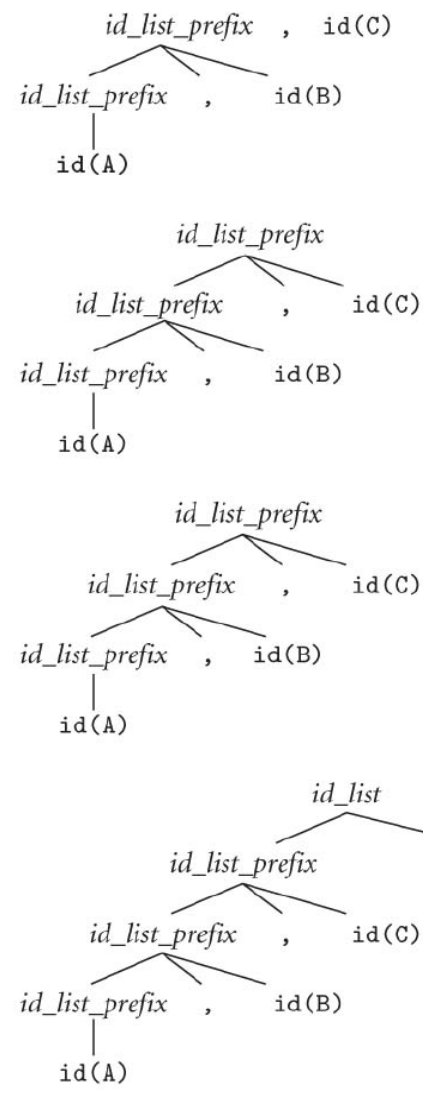 id_list_prefix , id(C)
id_list_prefix , id(B)
id(A)
id_list_prefix
id_list_prefix , id(C)
id_list_prefix , id(B)
id(A)
id_list_prefix
id_list_prefix , id(C)
id_list_prefix , id(B)
id(A)
id_list
id_list_prefix
id_list_prefix , id(C)
id_list_prefix , id(B)
id(A)